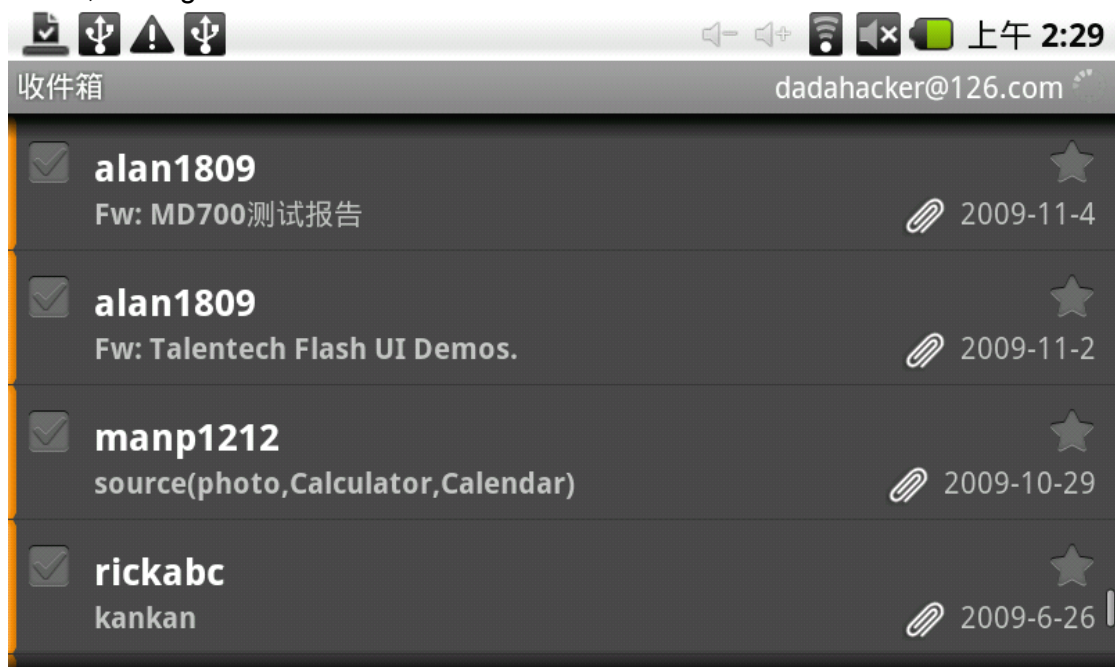 上午 2:29
收件箱 dadahacker@126.com
alan1809
Fw: MD700测试报告 2009-11-4
alan1809
Fw: Talentech Flash UI Demos. 2009-11-2
manp1212
source(photo,Calculator,Calendar) 2009-10-29
rickabc
kankan 2009-6-26